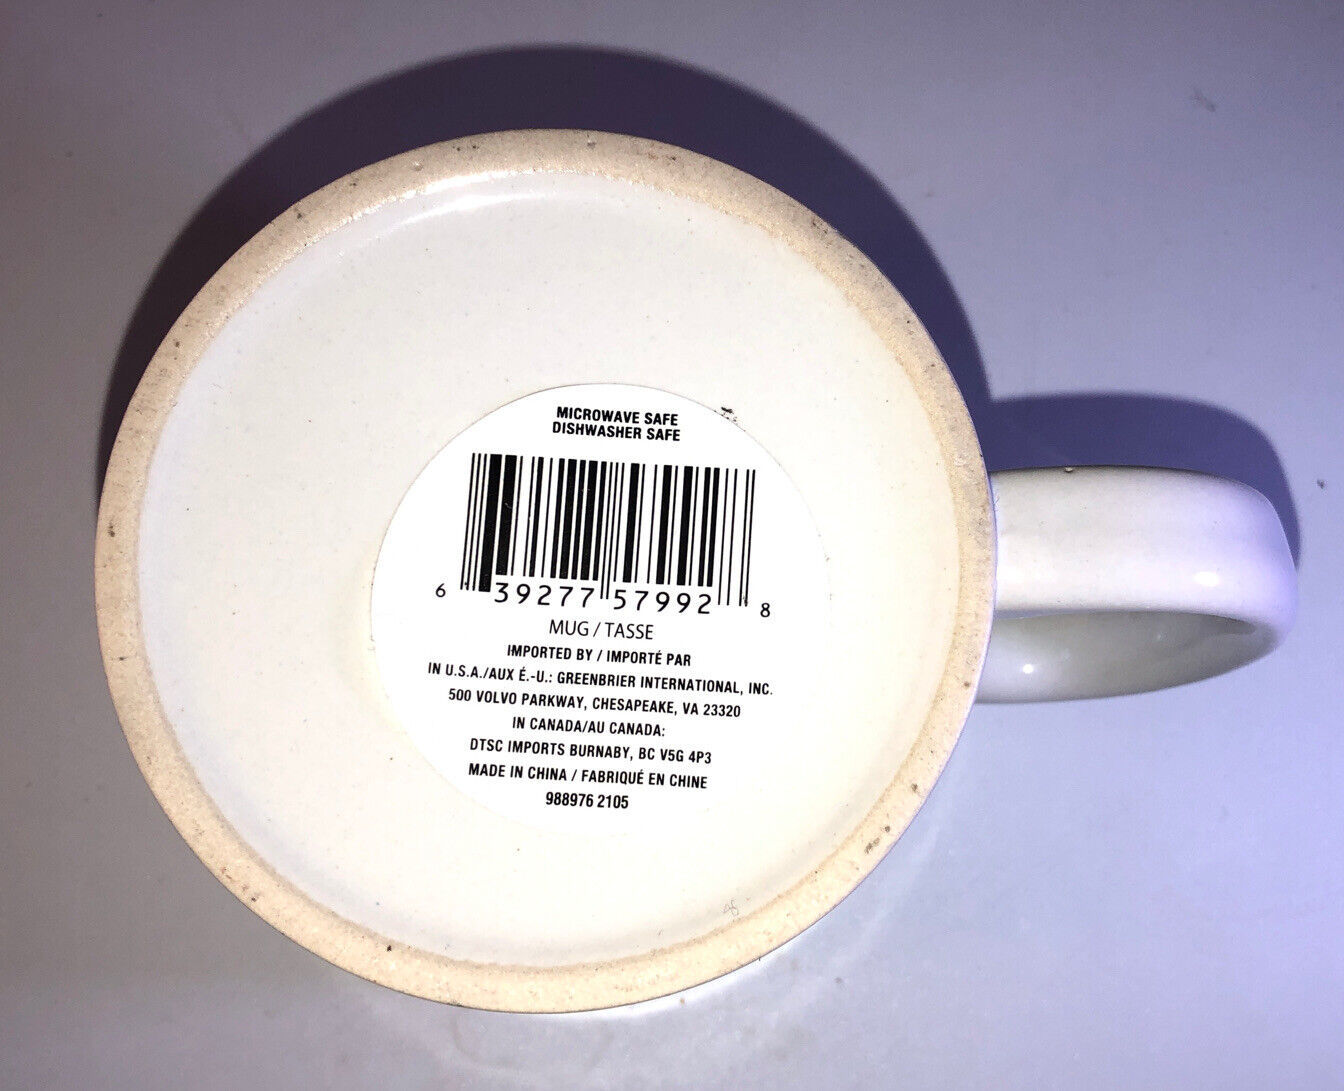 MICROWAVE SAFE
DISHWASHER SAFE
6 39277 57992 8
MUG / TASSE
IMPORTED BY / IMPORTÉ PAR
IN U.S.A./AUX É.-U.: GREENBRIER INTERNATIONAL, INC.
500 VOLVO PARKWAY, CHESAPEAKE, VA 23320
IN CANADA/AU CANADA:
DTSC IMPORTS BURNABY, BC V5G 4P3
MADE IN CHINA / FABRIQUÉ EN CHINE
988976 2105